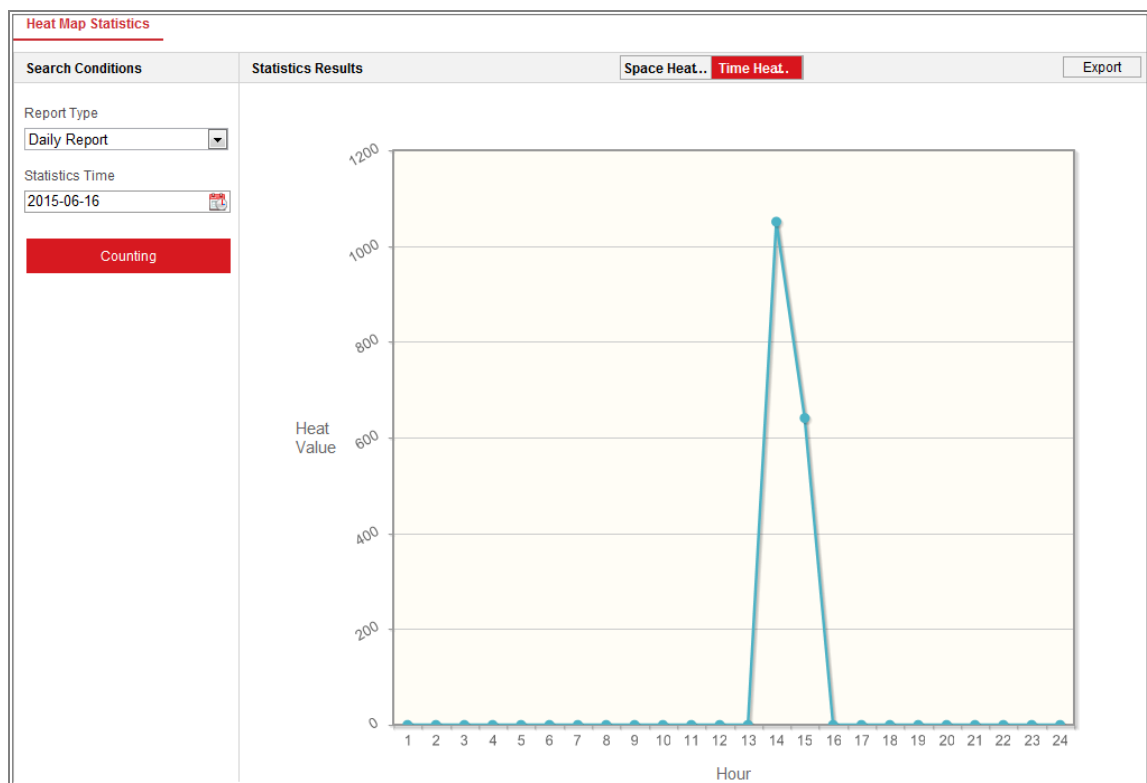 Heat Map Statistics
Search Conditions
Statistics Results
Space Heat...
Time Heat..
Export
Report Type
Daily Report
Statistics Time
2015-06-16
Counting
1200
1000
800
Heat
Value
600
400
200
0
1 2 3 4 5 6 7 8 9 10 11 12 13 14 15 16 17 18 19 20 21 22 23 24
Hour